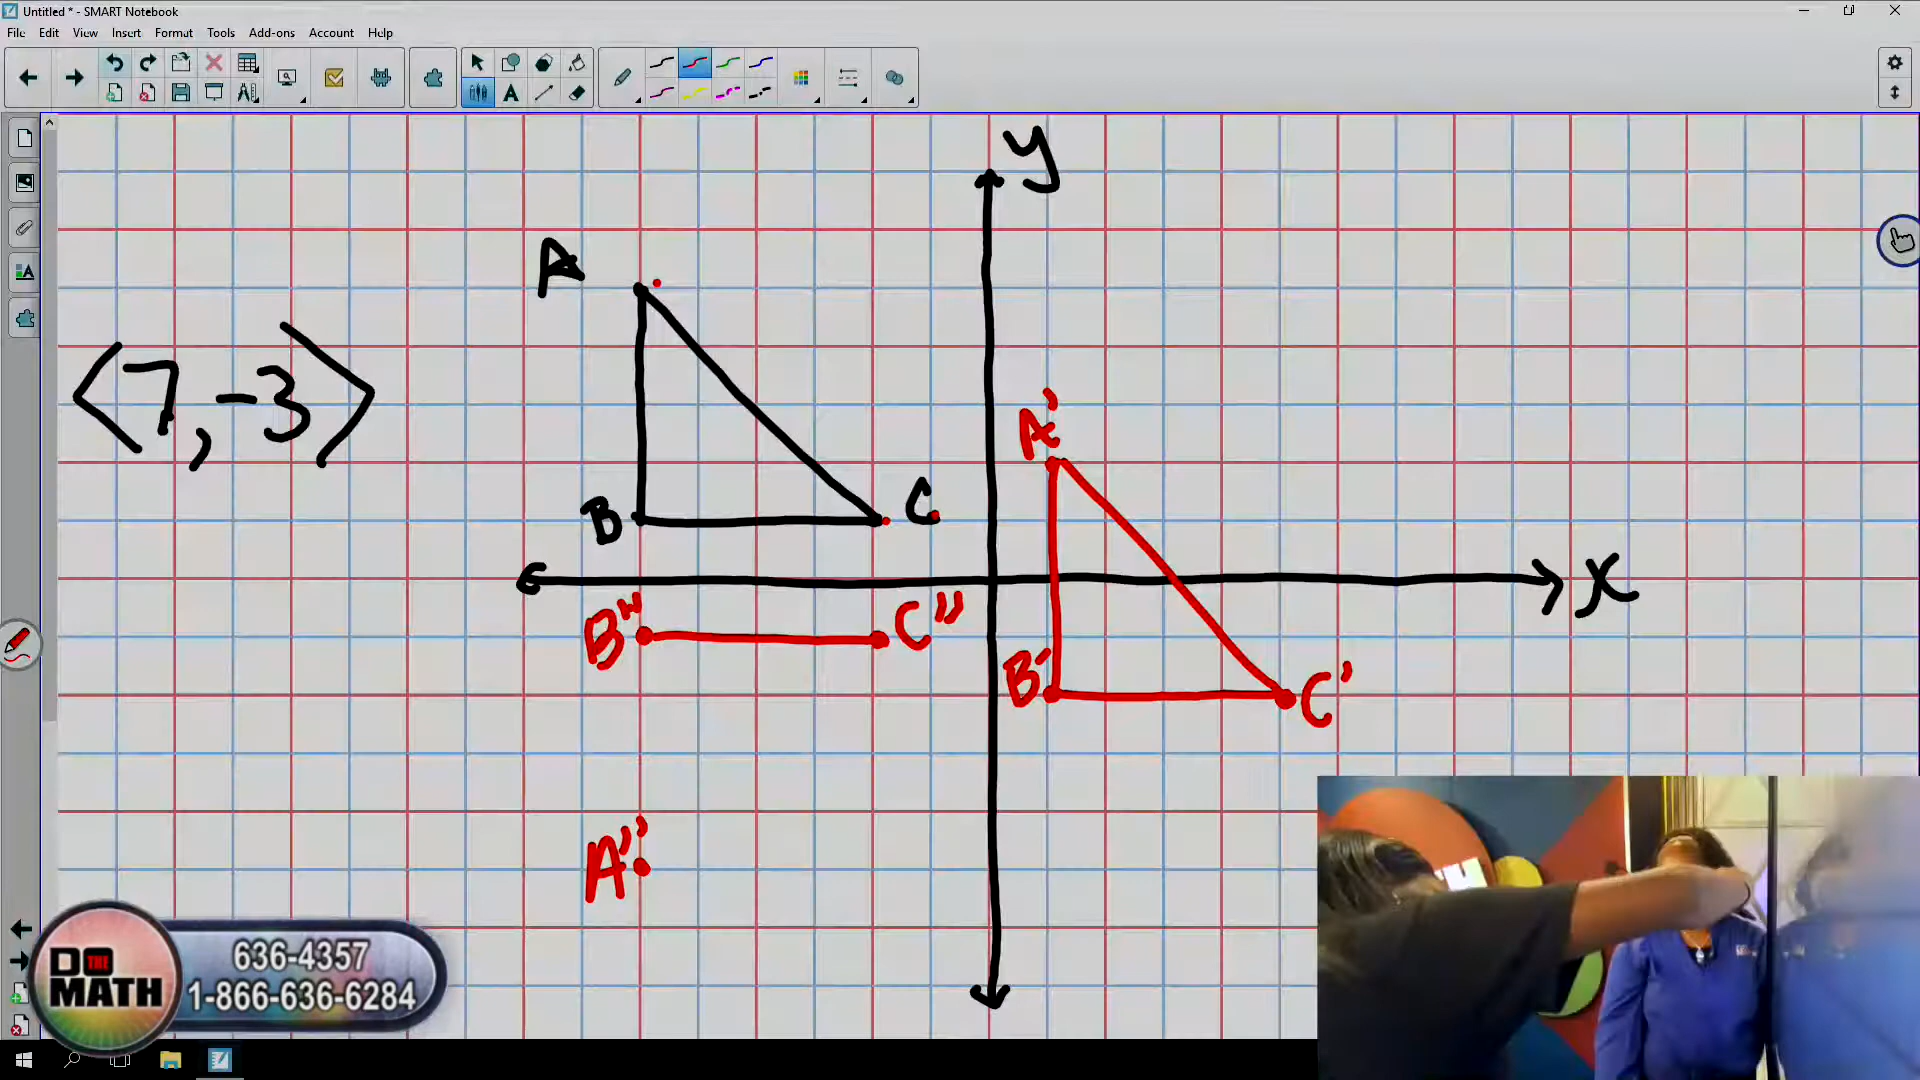 Untitled * - SMART Notebook
File Edit View Insert Format Tools Add-ons Account Help
y
A
<7, -3>
A'
B
C
x
B"
C"
B'
C'
A"
DO THE MATH
636-4357
1-866-636-6284